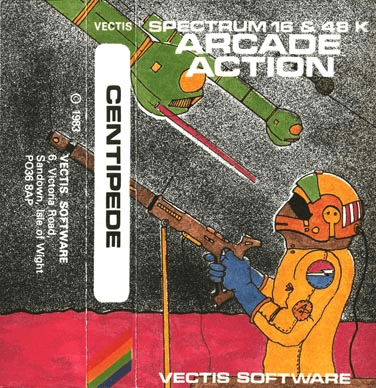 VECTIS
CENTIPEDE
© 1983
VECTIS SOFTWARE
6, Victoria Road,
Sandown, Isle of Wight
PO36 8AP
SPECTRUM 16 & 48 K
ARCADE
ACTION
VECTIS SOFTWARE